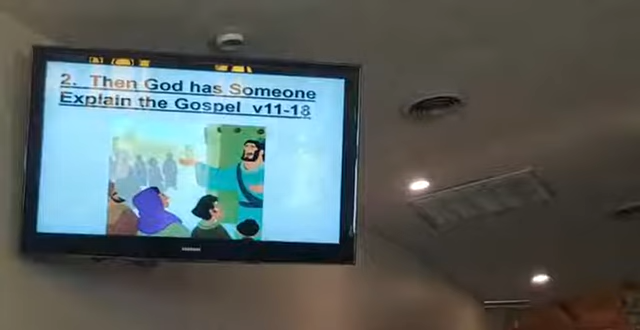 2. Then God has Someone
Explain the Gospel v11-18